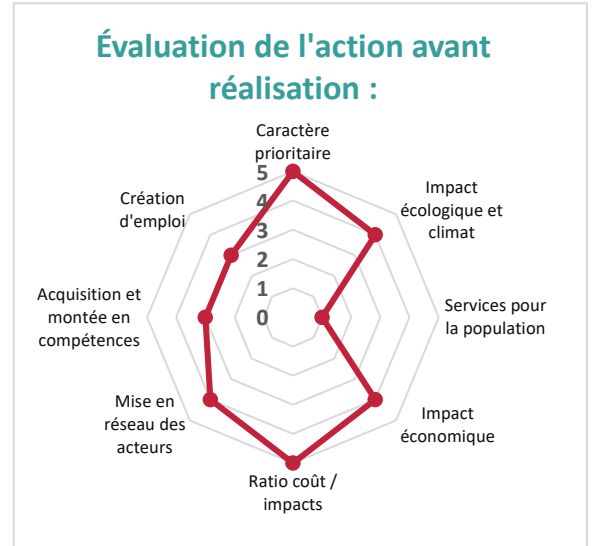 Évaluation de l'action avant
réalisation :
Caractère
prioritaire
Impact
écologique et
climat
Services pour
la population
Impact
économique
Ratio coût /
impacts
Mise en
réseau des
acteurs
Acquisition et
montée en
compétences
Création
d'emploi
5
4
3
2
1
0